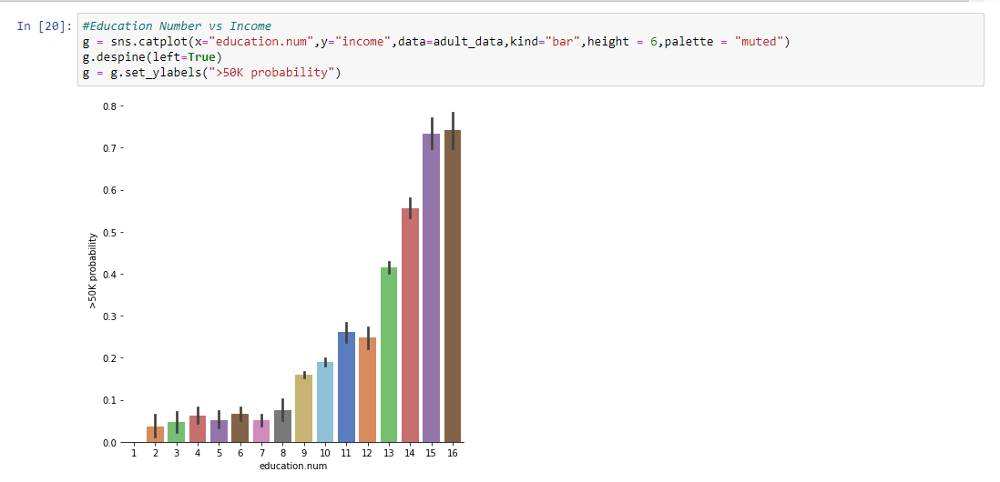 In [20]: #Education Number vs Income
g = sns.catplot(x="education.num",y="income",data=adult_data,kind="bar",height = 6,palette = "muted")
g.despine(left=True)
g = g.set_ylabels(">50K probability")
0.8
0.7
0.6
0.5
0.4
0.3
0.2
0.1
0.0
>50K probability
1 2 3 4 5 6 7 8 9 10 11 12 13 14 15 16
education.num